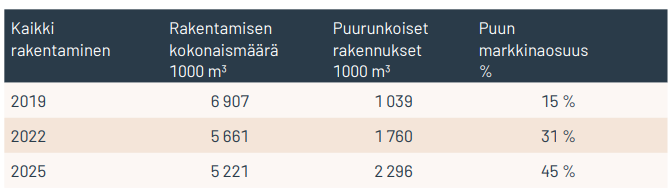 Kaikki rakentaminen Rakentamisen kokonaismäärä 1000 m³ Puurunkoiset rakennukset 1000 m³ Puun markkinaosuus %
2019 6 907 1 039 15 %
2022 5 661 1 760 31 %
2025 5 221 2 296 45 %